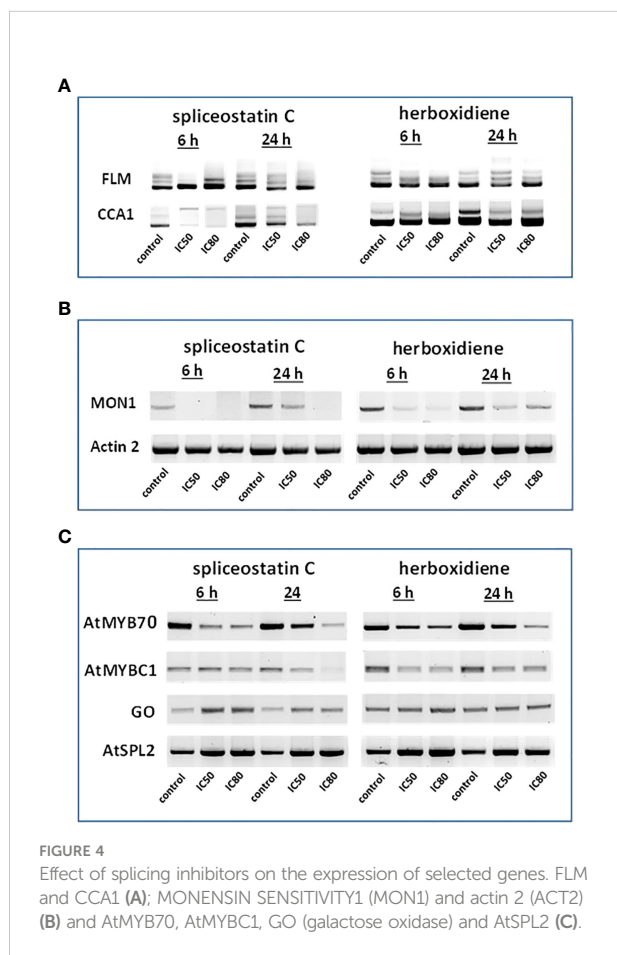 A
spliceostatin C herboxidiene
6 h 24 h 6 h 24 h
FLM
CCA1
control IC50 IC80 control IC50 IC80 control IC50 IC80 control IC50 IC80
B
spliceostatin C herboxidiene
6 h 24 h 6 h 24 h
MON1
Actin 2
control IC50 IC80 control IC50 IC80 control IC50 IC80 control IC50 IC80
C
spliceostatin C herboxidiene
6 h 24 6 h 24 h
AtMYB70
AtMYBC1
GO
AtSPL2
control IC50 IC80 control IC50 IC80 control IC50 IC80 control IC50 IC80
FIGURE 4
Effect of splicing inhibitors on the expression of selected genes. FLM
and CCA1 (A); MONENSIN SENSITIVITY1 (MON1) and actin 2 (ACT2)
(B) and AtMYB70, AtMYBC1, GO (galactose oxidase) and AtSPL2 (C).